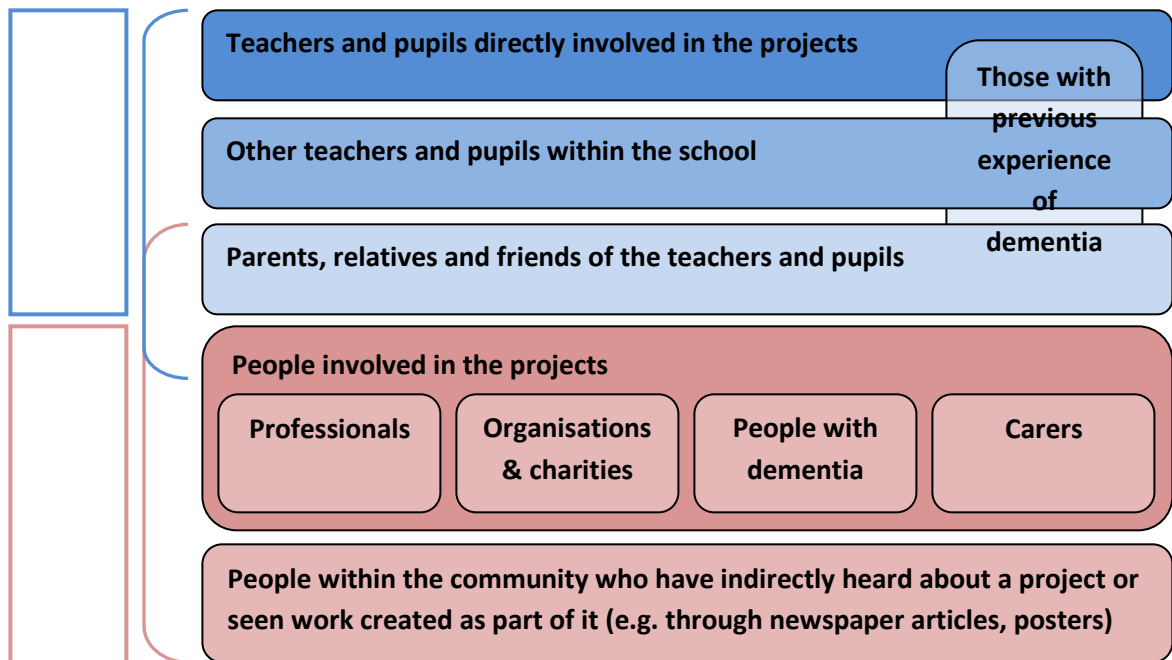 Teachers and pupils directly involved in the projects
Those with
previous
experience
of
dementia
Other teachers and pupils within the school
Parents, relatives and friends of the teachers and pupils
People involved in the projects
Professionals
Organisations
& charities
People with
dementia
Carers
People within the community who have indirectly heard about a project or
seen work created as part of it (e.g. through newspaper articles, posters)